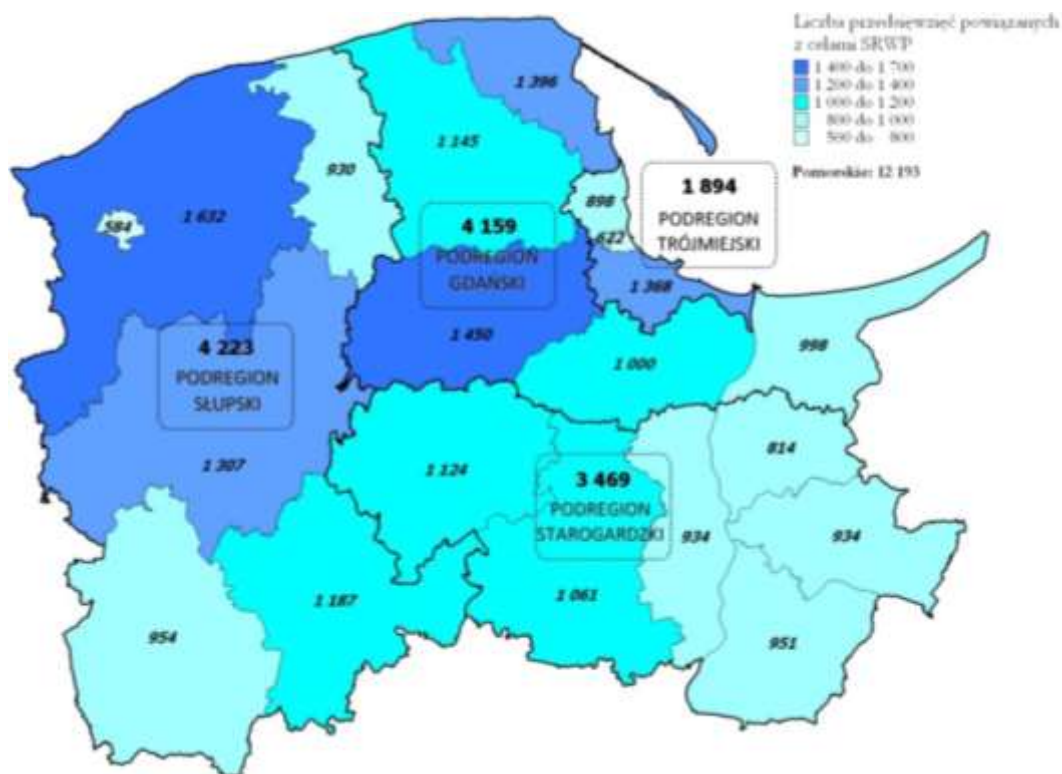 Liczba przedsięwzięć powiązanych
z celami SRWP
1 400 do 1 700
1 200 do 1 400
1 000 do 1 200
800 do 1 000
500 do 800
Pomorskie: 12 193
1 396
1 145
930
1 894
PODREGION
TRÓJMIEJSKI
898
622
584
1 632
4 159
PODREGION
GDAŃSKI
1 368
1 450
998
1 000
4 223
PODREGION
SŁUPSKI
814
1 307
1 124
3 469
PODREGION
STAROGARDZKI
934
934
1 187
1 061
954
951